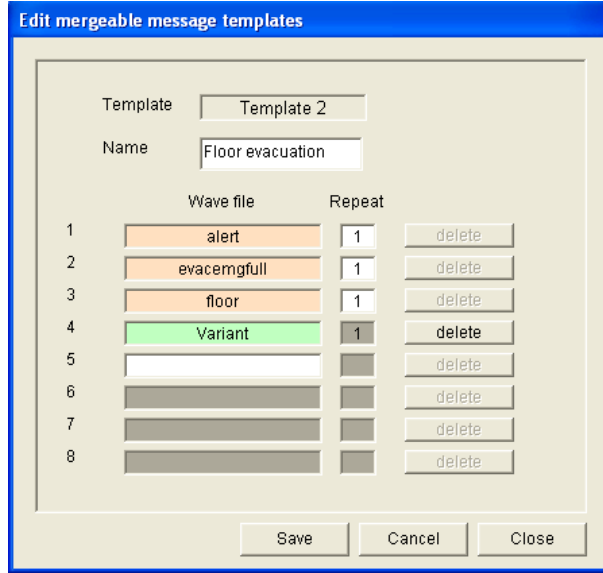 Edit mergeable message templates
Template Template 2
Name Floor evacuation
Wave file Repeat
1 alert 1 delete
2 evacemgfull 1 delete
3 floor 1 delete
4 Variant 1 delete
5 delete
6 delete
7 delete
8 delete
Save Cancel Close